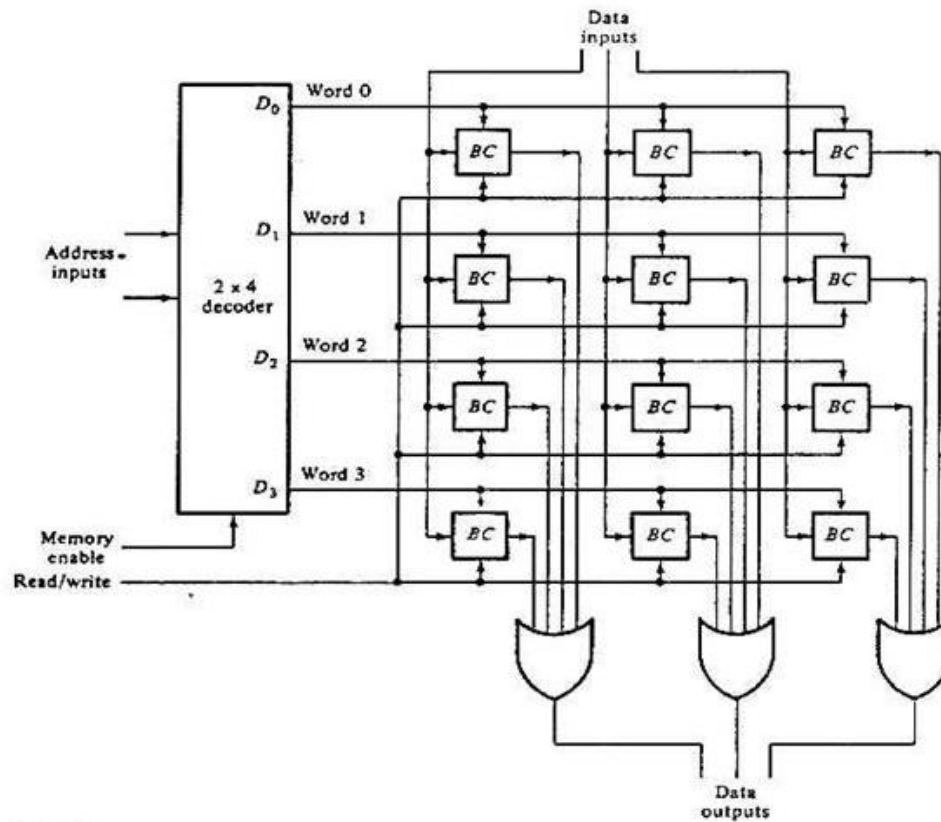 Data
inputs
D0
Word 0
BC
BC
BC
D1
Word 1
Address
inputs
2 x 4
decoder
BC
BC
BC
D2
Word 2
BC
BC
BC
D3
Word 3
BC
BC
BC
Memory
enable
Read/write
Data
outputs